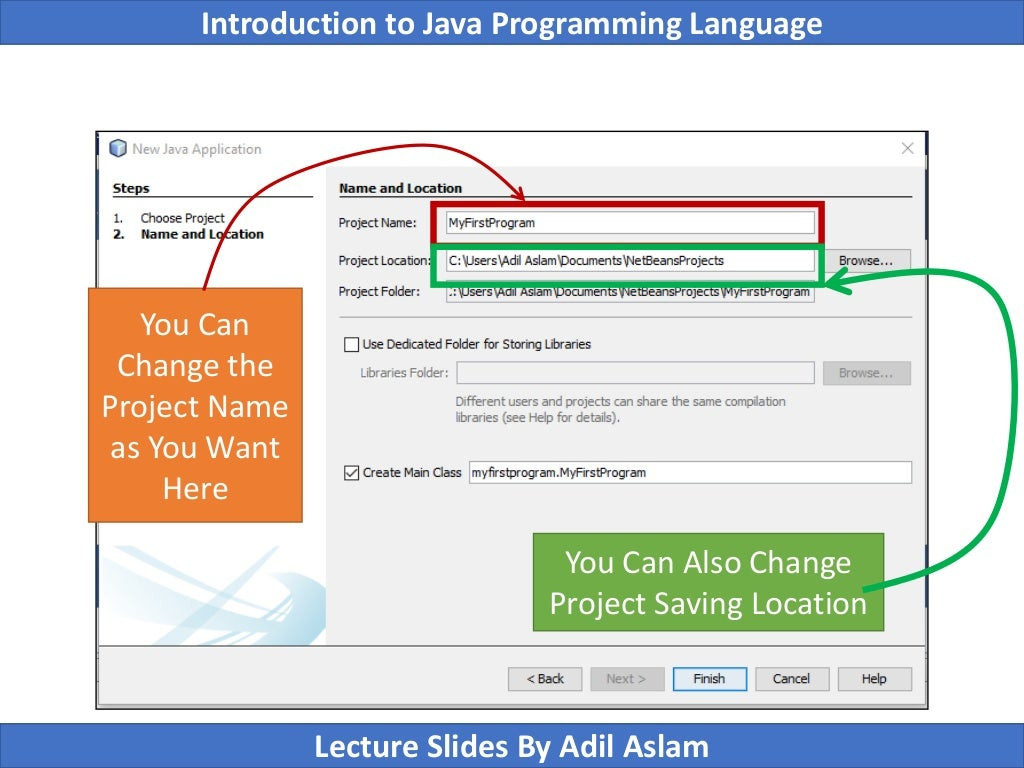 Introduction to Java Programming Language
New Java Application
Steps
1. Choose Project
2. Name and Location
Name and Location
Project Name: MyFirstProgram
Project Location: C:\Users\Adil Aslam\Documents\NetBeansProjects Browse...
Project Folder: .:\Users\Adil Aslam\Documents\NetBeansProjects\MyFirstProgram
Use Dedicated Folder for Storing Libraries
Libraries Folder: Browse...
Different users and projects can share the same compilation
libraries (see Help for details).
Create Main Class myfirstprogram.MyFirstProgram
You Can
Change the
Project Name
as You Want
Here
You Can Also Change
Project Saving Location
< Back Next > Finish Cancel Help
Lecture Slides By Adil Aslam